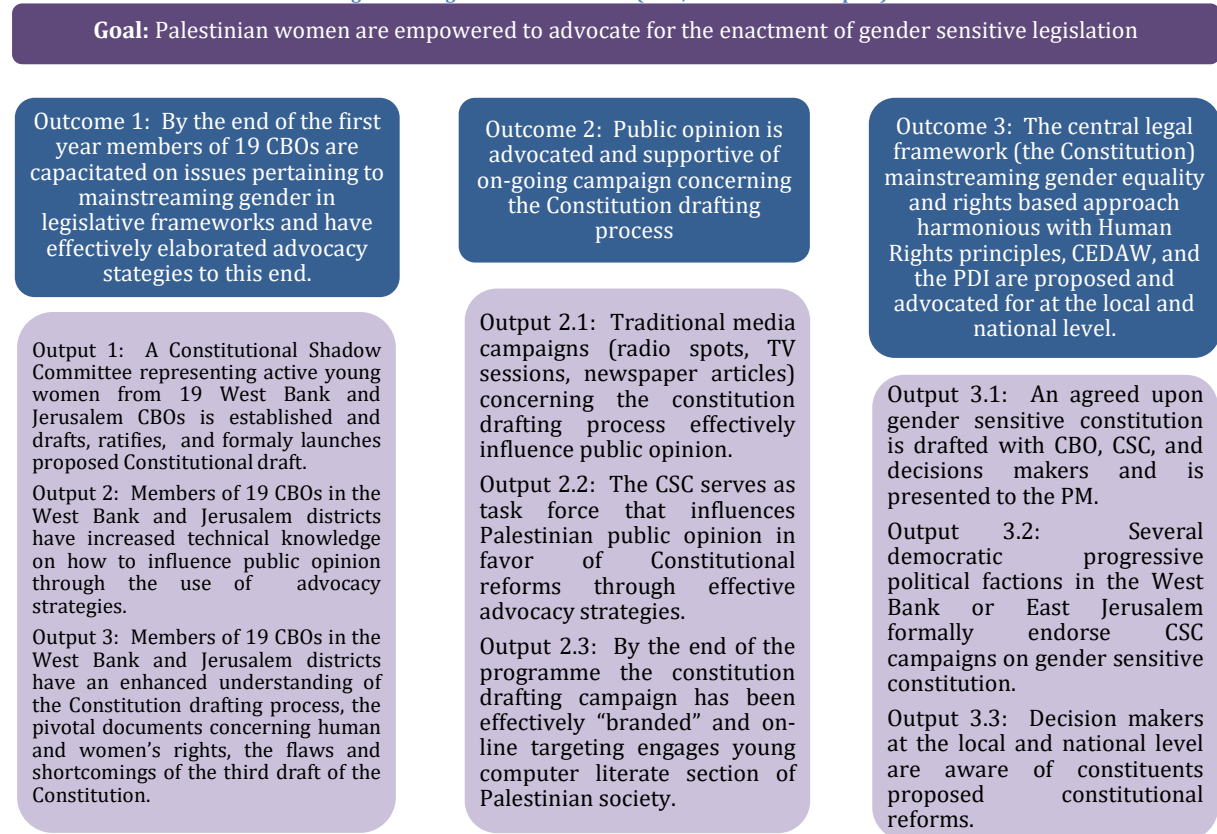 Goal: Palestinian women are empowered to advocate for the enactment of gender sensitive legislation
Outcome 1: By the end of the first
year members of 19 CBOs are
capacitated on issues pertaining to
mainstreaming gender in
legislative frameworks and have
effectively elaborated advocacy
stategies to this end.
Output 1: A Constitutional Shadow
Committee representing active young
women from 19 West Bank and
Jerusalem CBOs is established and
drafts, ratifies, and formaly launches
proposed Constitutional draft.
Output 2: Members of 19 CBOs in the
West Bank and Jerusalem districts
have increased technical knowledge
on how to influence public opinion
through the use of advocacy
strategies.
Output 3: Members of 19 CBOs in the
West Bank and Jerusalem districts
have an enhanced understanding of
the Constitution drafting process, the
pivotal documents concerning human
and women's rights, the flaws and
shortcomings of the third draft of the
Constitution.
Outcome 2: Public opinion is
advocated and supportive of
on-going campaign concerning
the Constitution drafting
process
Output 2.1: Traditional media
campaigns (radio spots, TV
sessions, newspaper articles)
concerning the constitution
drafting process effectively
influence public opinion.
Output 2.2: The CSC serves as
task force that influences
Palestinian public opinion in
favor of Constitutional
reforms through effective
advocacy strategies.
Output 2.3: By the end of the
programme the constitution
drafting campaign has been
effectively “branded” and on-
line targeting engages young
computer literate section of
Palestinian society.
Outcome 3: The central legal
framework (the Constitution)
mainstreaming gender equality
and rights based approach
harmonious with Human
Rights principles, CEDAW, and
the PDI are proposed and
advocated for at the local and
national level.
Output 3.1: An agreed upon
gender sensitive constitution
is drafted with CBO, CSC, and
decisions makers and is
presented to the PM.
Output 3.2: Several
democratic progressive
political factions in the West
Bank or East Jerusalem
formally endorse CSC
campaigns on gender sensitive
constitution.
Output 3.3: Decision makers
at the local and national level
are aware of constituents
proposed constitutional
reforms.